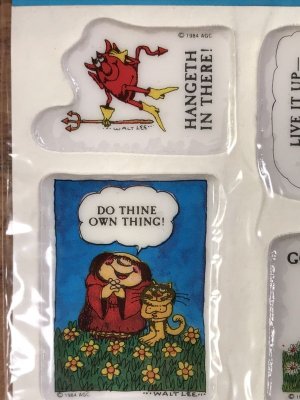 © 1984 AGC
HANGETH
IN THERE!
...WALT LEE...
LIVE IT UP—
DO THINE
OWN THING!
© 1984 AGC
...WALT LEE...